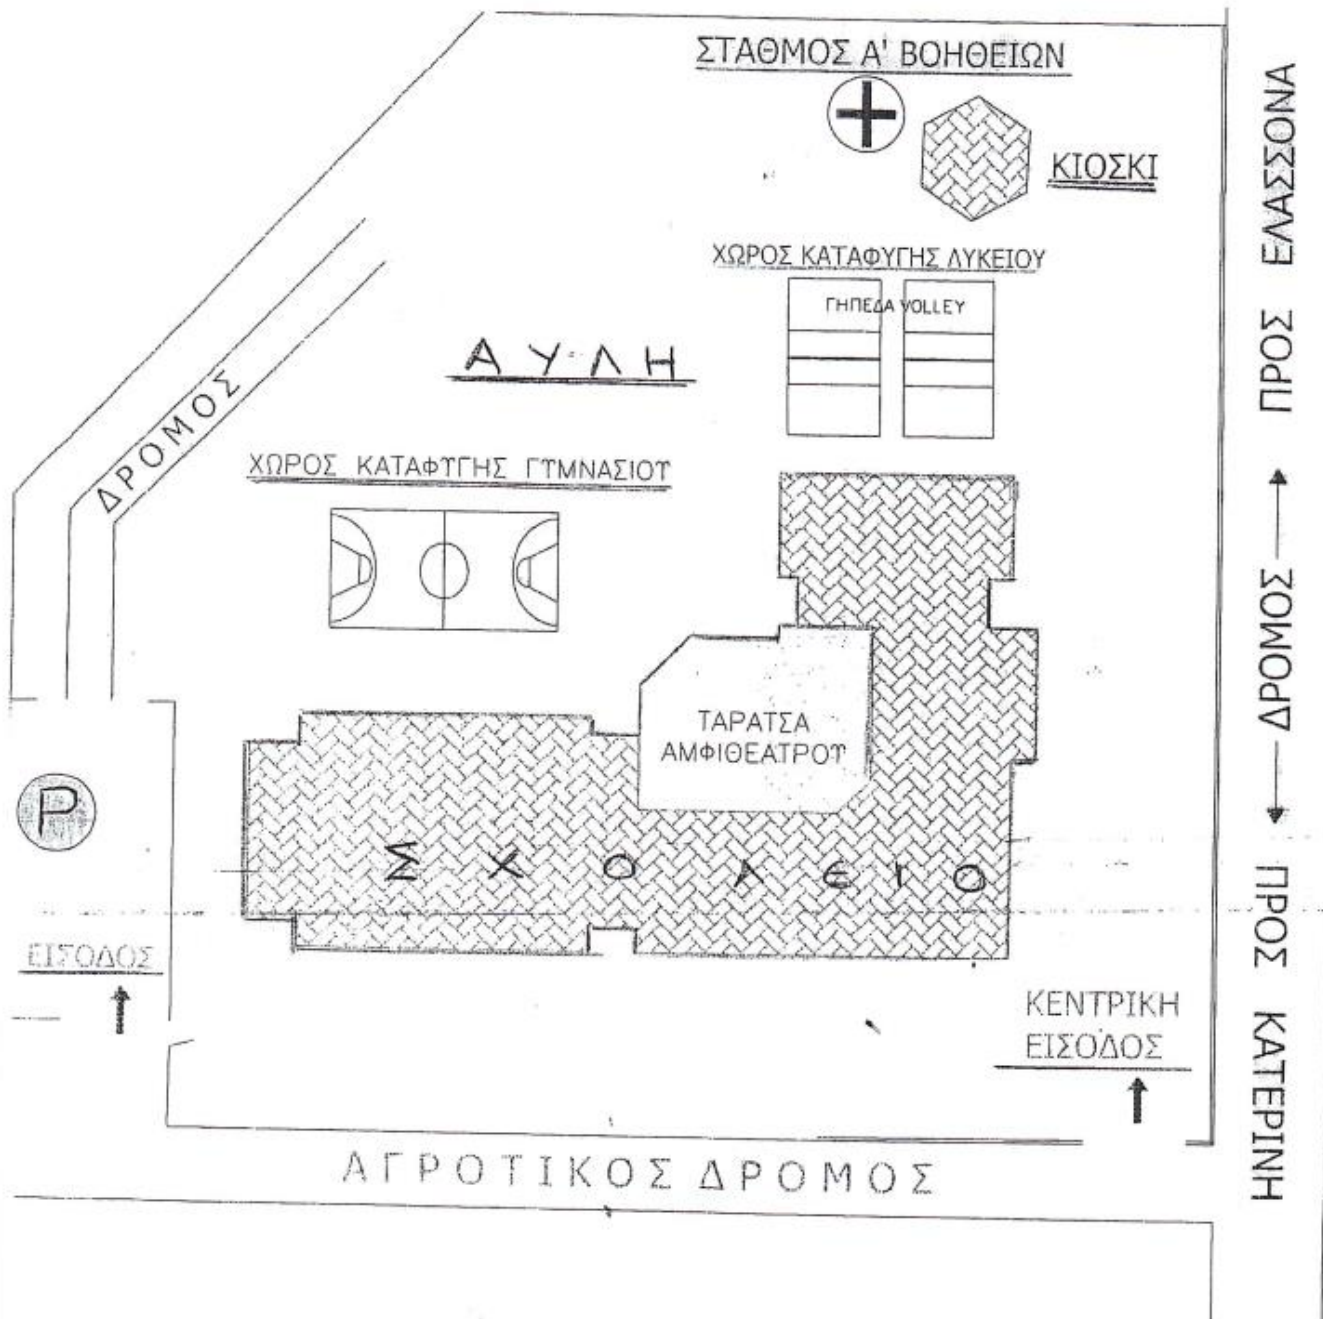 ΣΤΑΘΜΟΣ Α' ΒΟΗΘΕΙΩΝ
ΚΙΟΣΚΙ
ΧΩΡΟΣ ΚΑΤΑΦΥΓΗΣ ΛΥΚΕΙΟΥ
ΓΗΠΕΔΑ VOLLEY
ΑΥΛΗ
ΔΡΟΜΟΣ
ΧΩΡΟΣ ΚΑΤΑΦΥΓΗΣ ΓΥΜΝΑΣΙΟΥ
ΤΑΡΑΤΣΑ
ΑΜΦΙΘΕΑΤΡΟΥ
P
ΣΧΟΛΕΙΟ
ΕΙΣΟΔΟΣ
ΚΕΝΤΡΙΚΗ
ΕΙΣΟΔΟΣ
ΑΓΡΟΤΙΚΟΣ ΔΡΟΜΟΣ
ΠΡΟΣ ΚΑΤΕΡΙΝΗ ← ΔΡΟΜΟΣ → ΠΡΟΣ ΕΛΑΣΣΟΝΑ